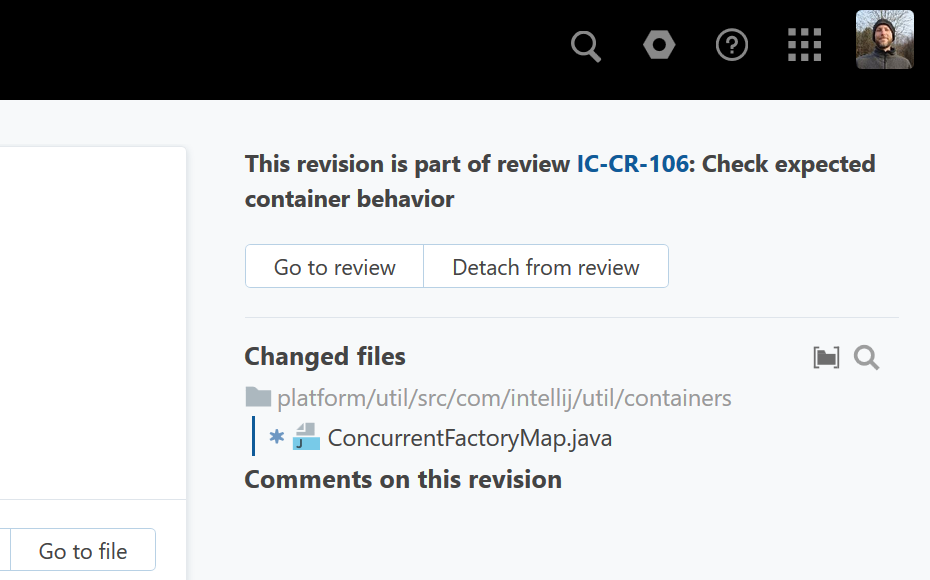 This revision is part of review IC-CR-106: Check expected
container behavior
Go to review
Detach from review
Changed files
platform/util/src/com/intellij/util/containers
* J ConcurrentFactoryMap.java
Comments on this revision
Go to file